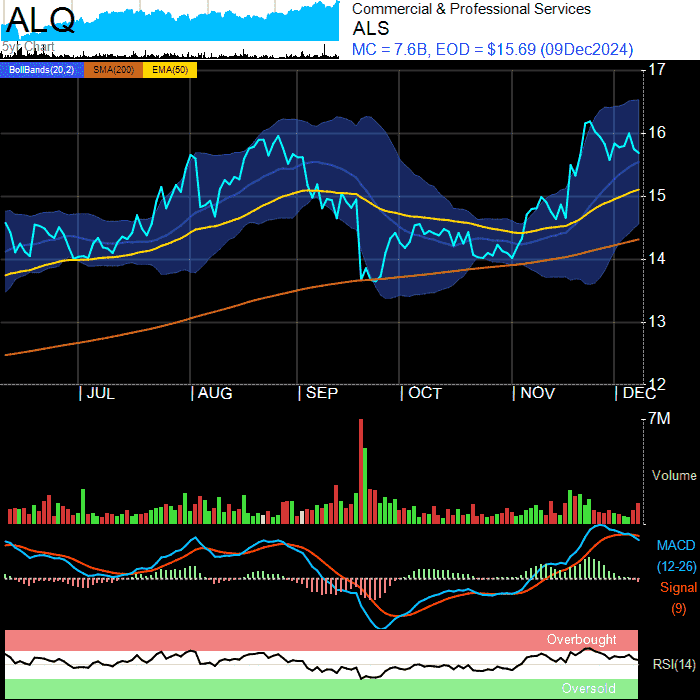 ALQ
5yr Chart
Commercial & Professional Services
ALS
MC = 7.6B, EOD = $15.69 (09Dec2024)
BollBands(20,2) SMA(200) EMA(50)
17
16
15
14
13
12
| JUL | AUG | SEP | OCT | NOV | DEC
7M
Volume
MACD
(12-26)
Signal
(9)
Overbought
RSI(14)
Oversold